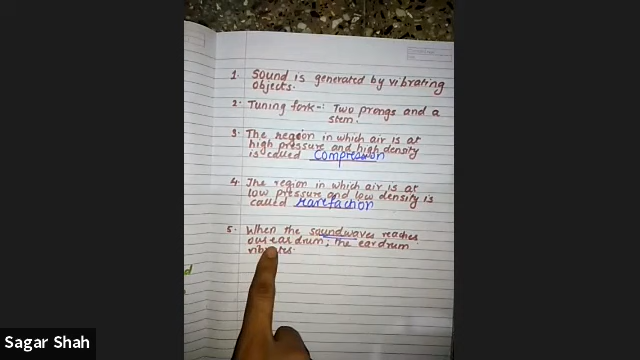 1. Sound is generated by vibrating
objects.
2. Tuning fork-: Two prongs and a
stem.
3. The region in which air is at
high pressure and high density
is called compression
4. The region in which air is at
low pressure and low density is
called rarefaction
5. When the soundwaves reaches
our eardrum; the eardrum
vibrates.
Sagar Shah